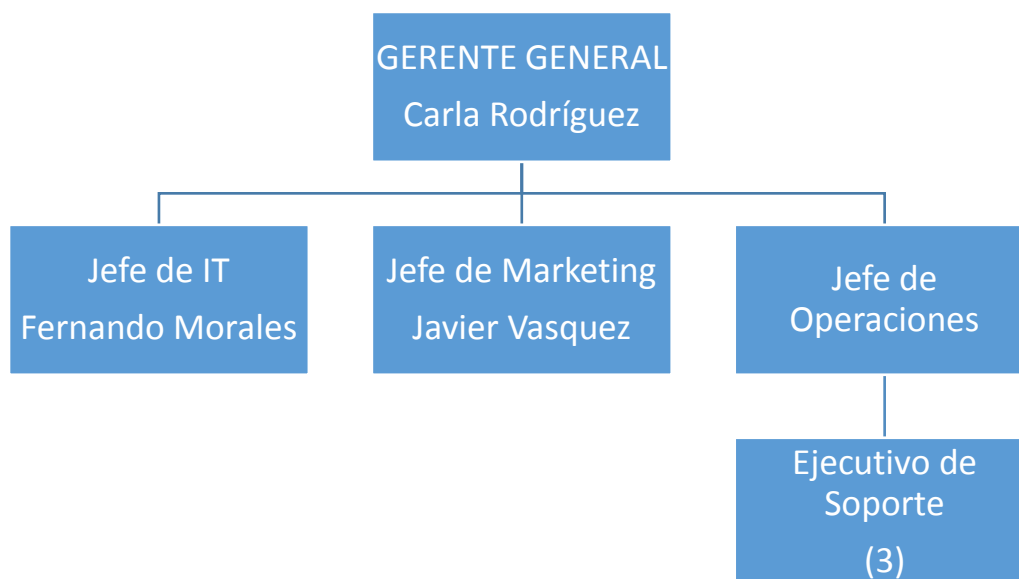 GERENTE GENERAL
Carla Rodríguez
Jefe de IT
Fernando Morales
Jefe de Marketing
Javier Vasquez
Jefe de
Operaciones
Ejecutivo de
Soporte
(3)